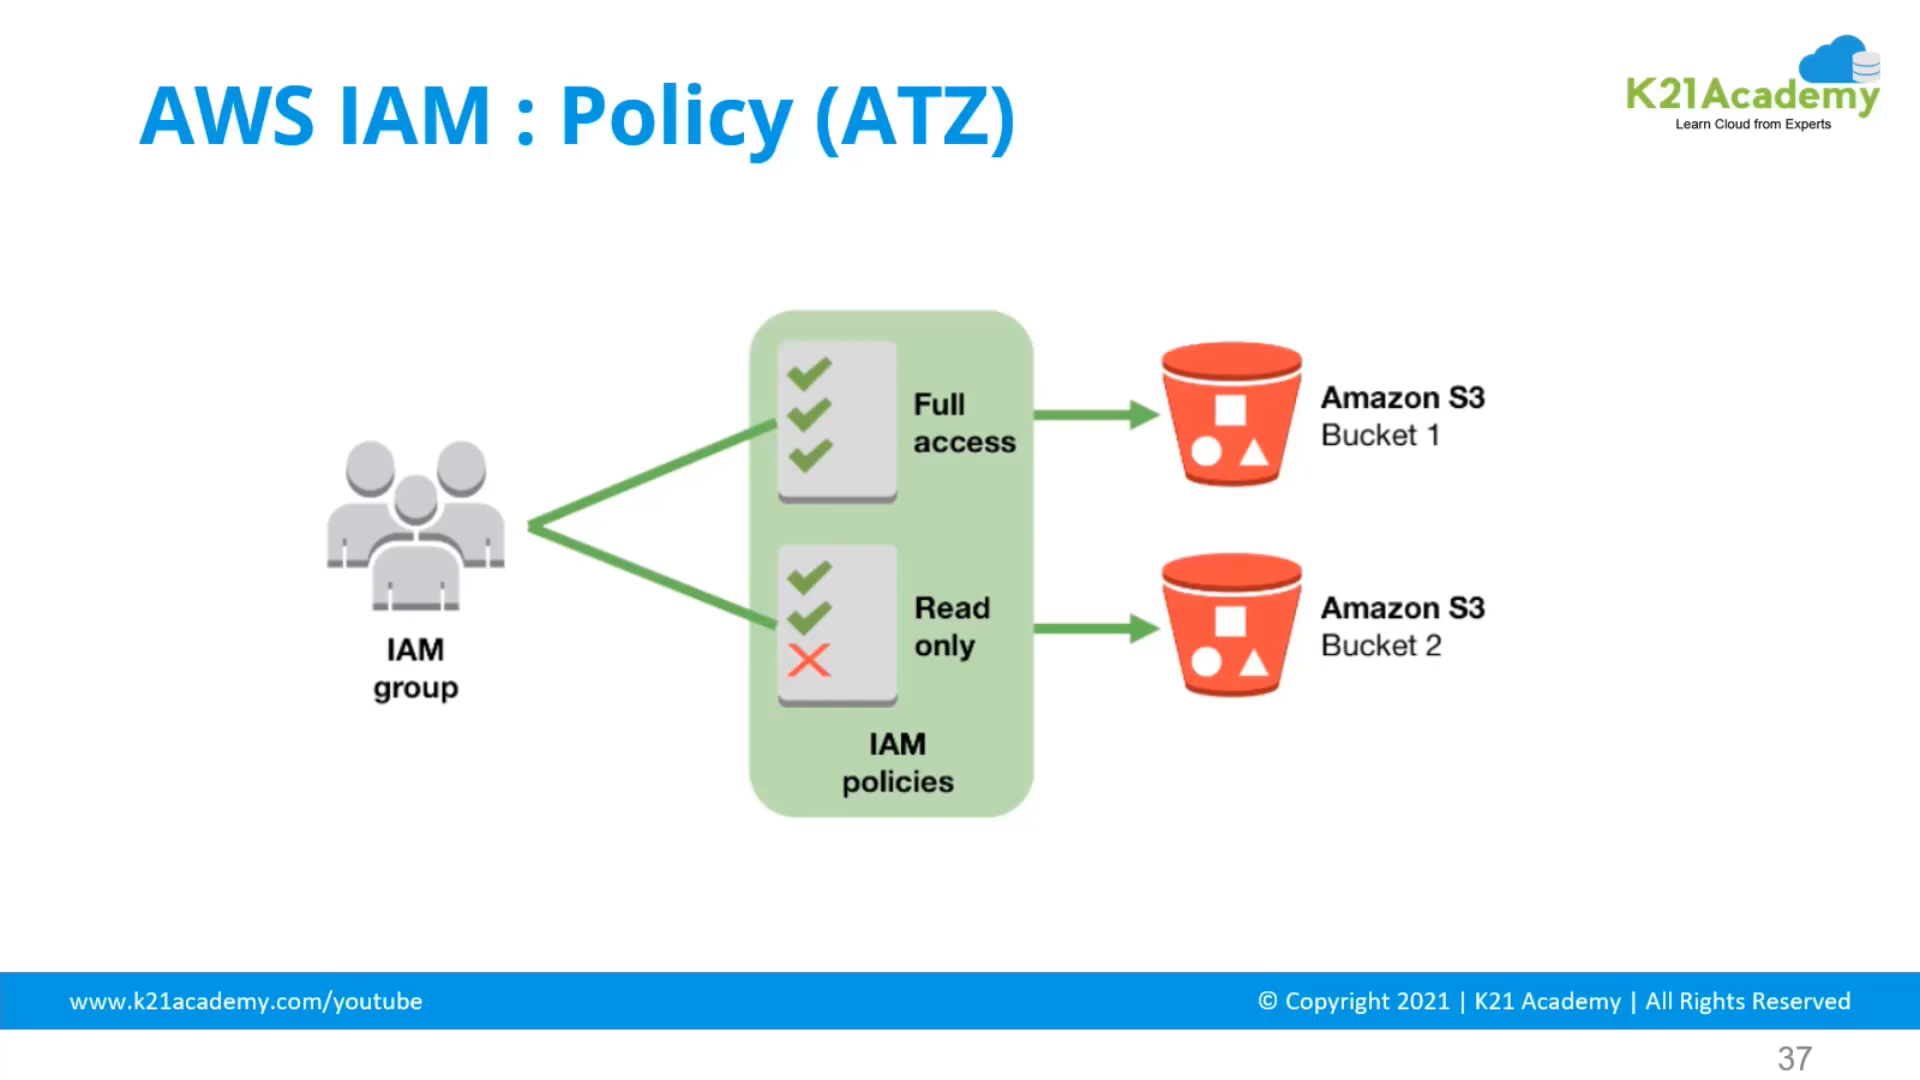 AWS IAM : Policy (ATZ)
K21Academy
Learn Cloud from Experts
IAM
group
Full
access
Read
only
IAM
policies
Amazon S3
Bucket 1
Amazon S3
Bucket 2
www.k21academy.com/youtube
© Copyright 2021 | K21 Academy | All Rights Reserved
37